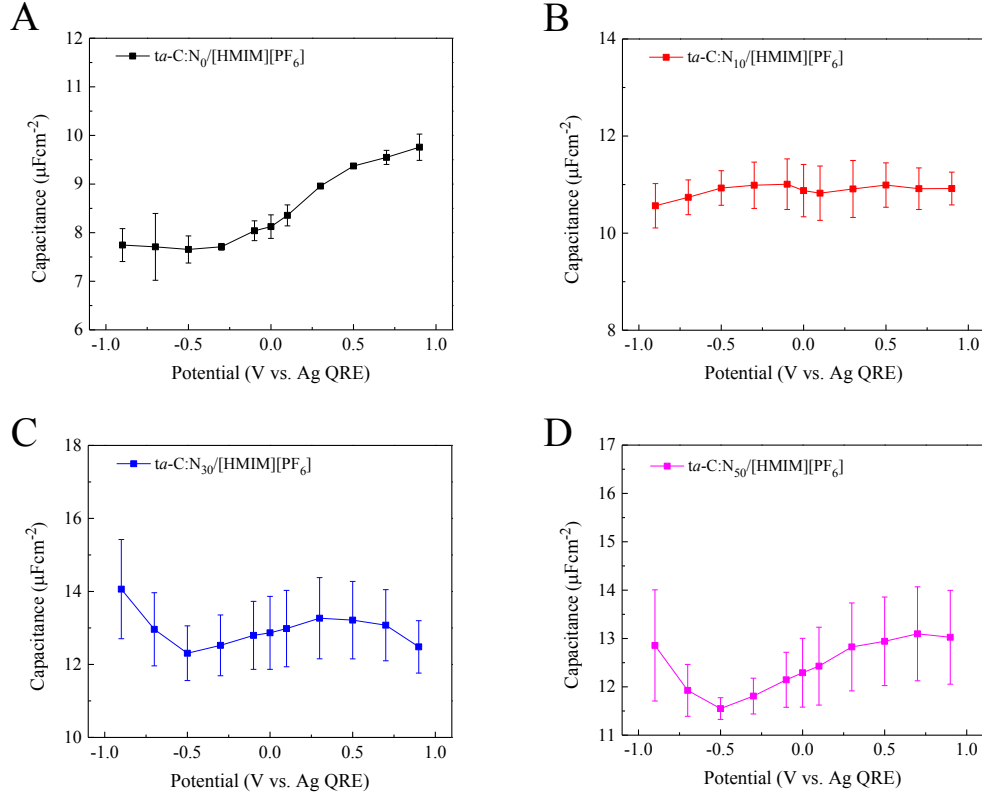 A
ta-C:N0/[HMIM][PF6]
Capacitance (µFcm-2)
12
11
10
9
8
7
6
-1.0 -0.5 0.0 0.5 1.0
Potential (V vs. Ag QRE)
B
ta-C:N10/[HMIM][PF6]
Capacitance (µFcm-2)
14
12
10
8
-1.0 -0.5 0.0 0.5 1.0
Potential (V vs. Ag QRE)
C
ta-C:N30/[HMIM][PF6]
Capacitance (µFcm-2)
18
16
14
12
10
-1.0 -0.5 0.0 0.5 1.0
Potential (V vs. Ag QRE)
D
ta-C:N50/[HMIM][PF6]
Capacitance (µFcm-2)
17
16
15
14
13
12
11
-1.0 -0.5 0.0 0.5 1.0
Potential (V vs. Ag QRE)